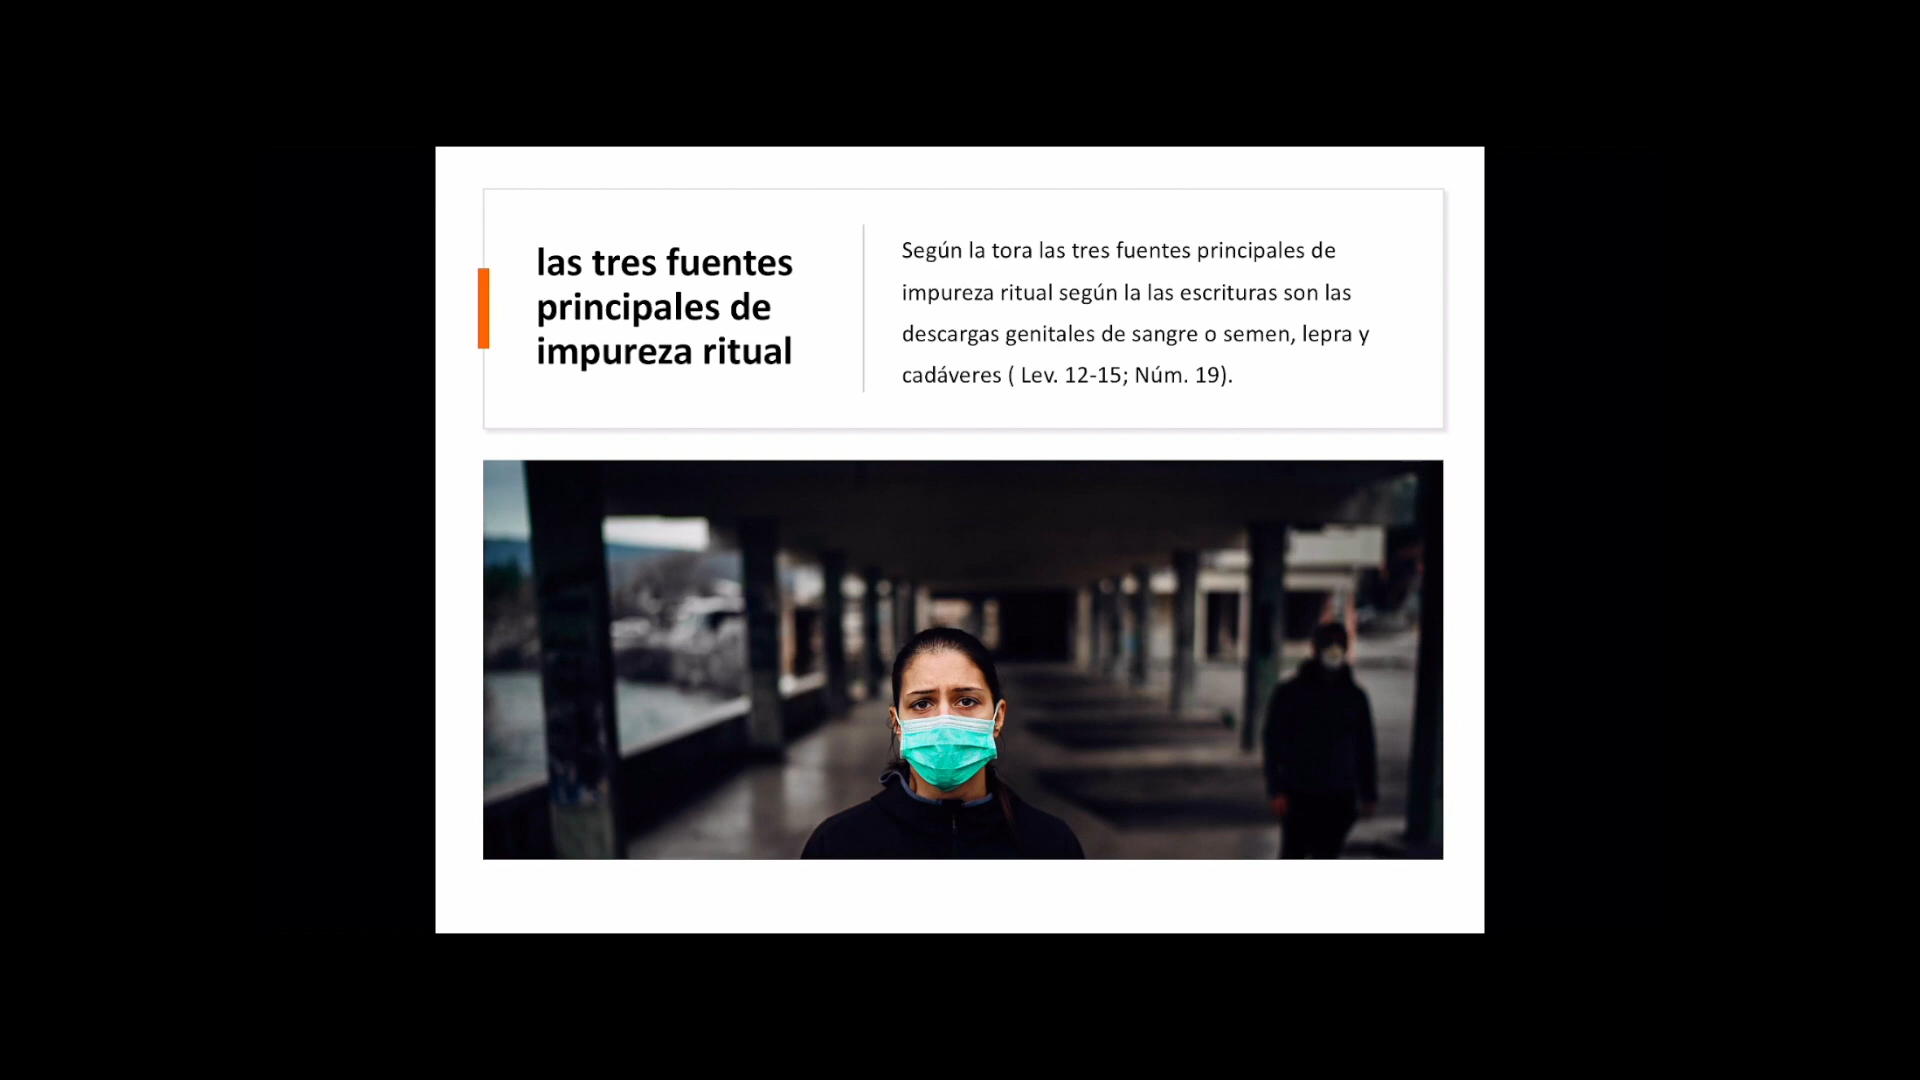 las tres fuentes
principales de
impureza ritual
Según la tora las tres fuentes principales de
impureza ritual según la las escrituras son las
descargas genitales de sangre o semen, lepra y
cadáveres ( Lev. 12-15; Núm. 19).